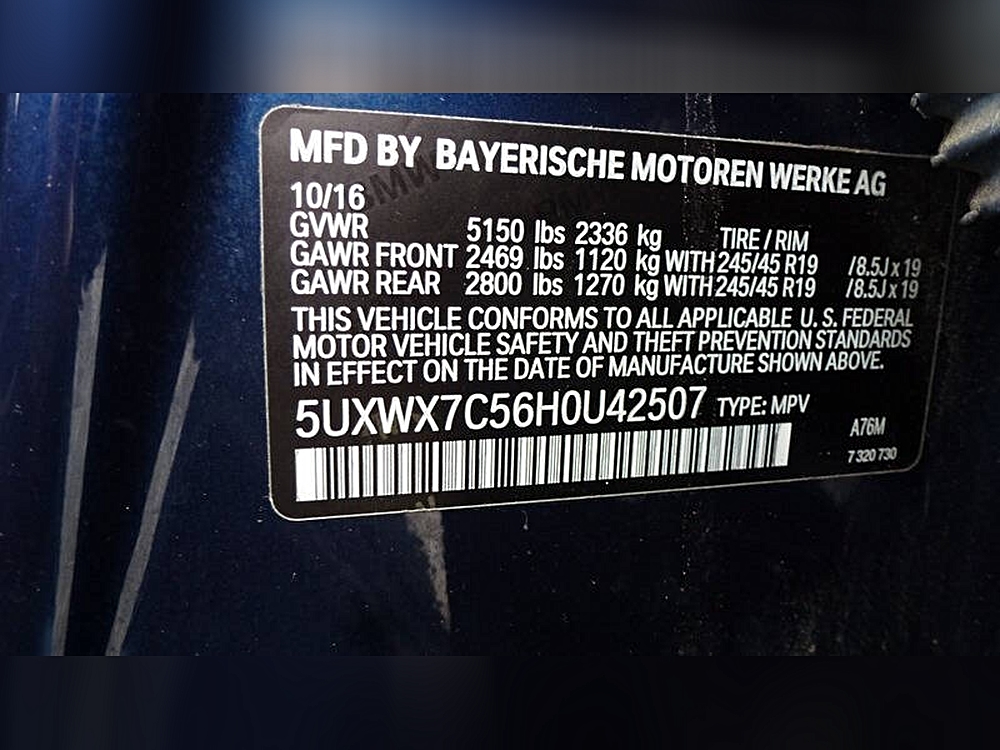 MFD BY BAYERISCHE MOTOREN WERKE AG
10/16
GVWR 5150 lbs 2336 kg TIRE / RIM
GAWR FRONT 2469 lbs 1120 kg WITH 245/45 R19 /8.5J x 19
GAWR REAR 2800 lbs 1270 kg WITH 245/45 R19 /8.5J x 19
THIS VEHICLE CONFORMS TO ALL APPLICABLE U. S. FEDERAL
MOTOR VEHICLE SAFETY AND THEFT PREVENTION STANDARDS
IN EFFECT ON THE DATE OF MANUFACTURE SHOWN ABOVE.
5UXWX7C56H0U42507 TYPE: MPV
A76M
7 320 730